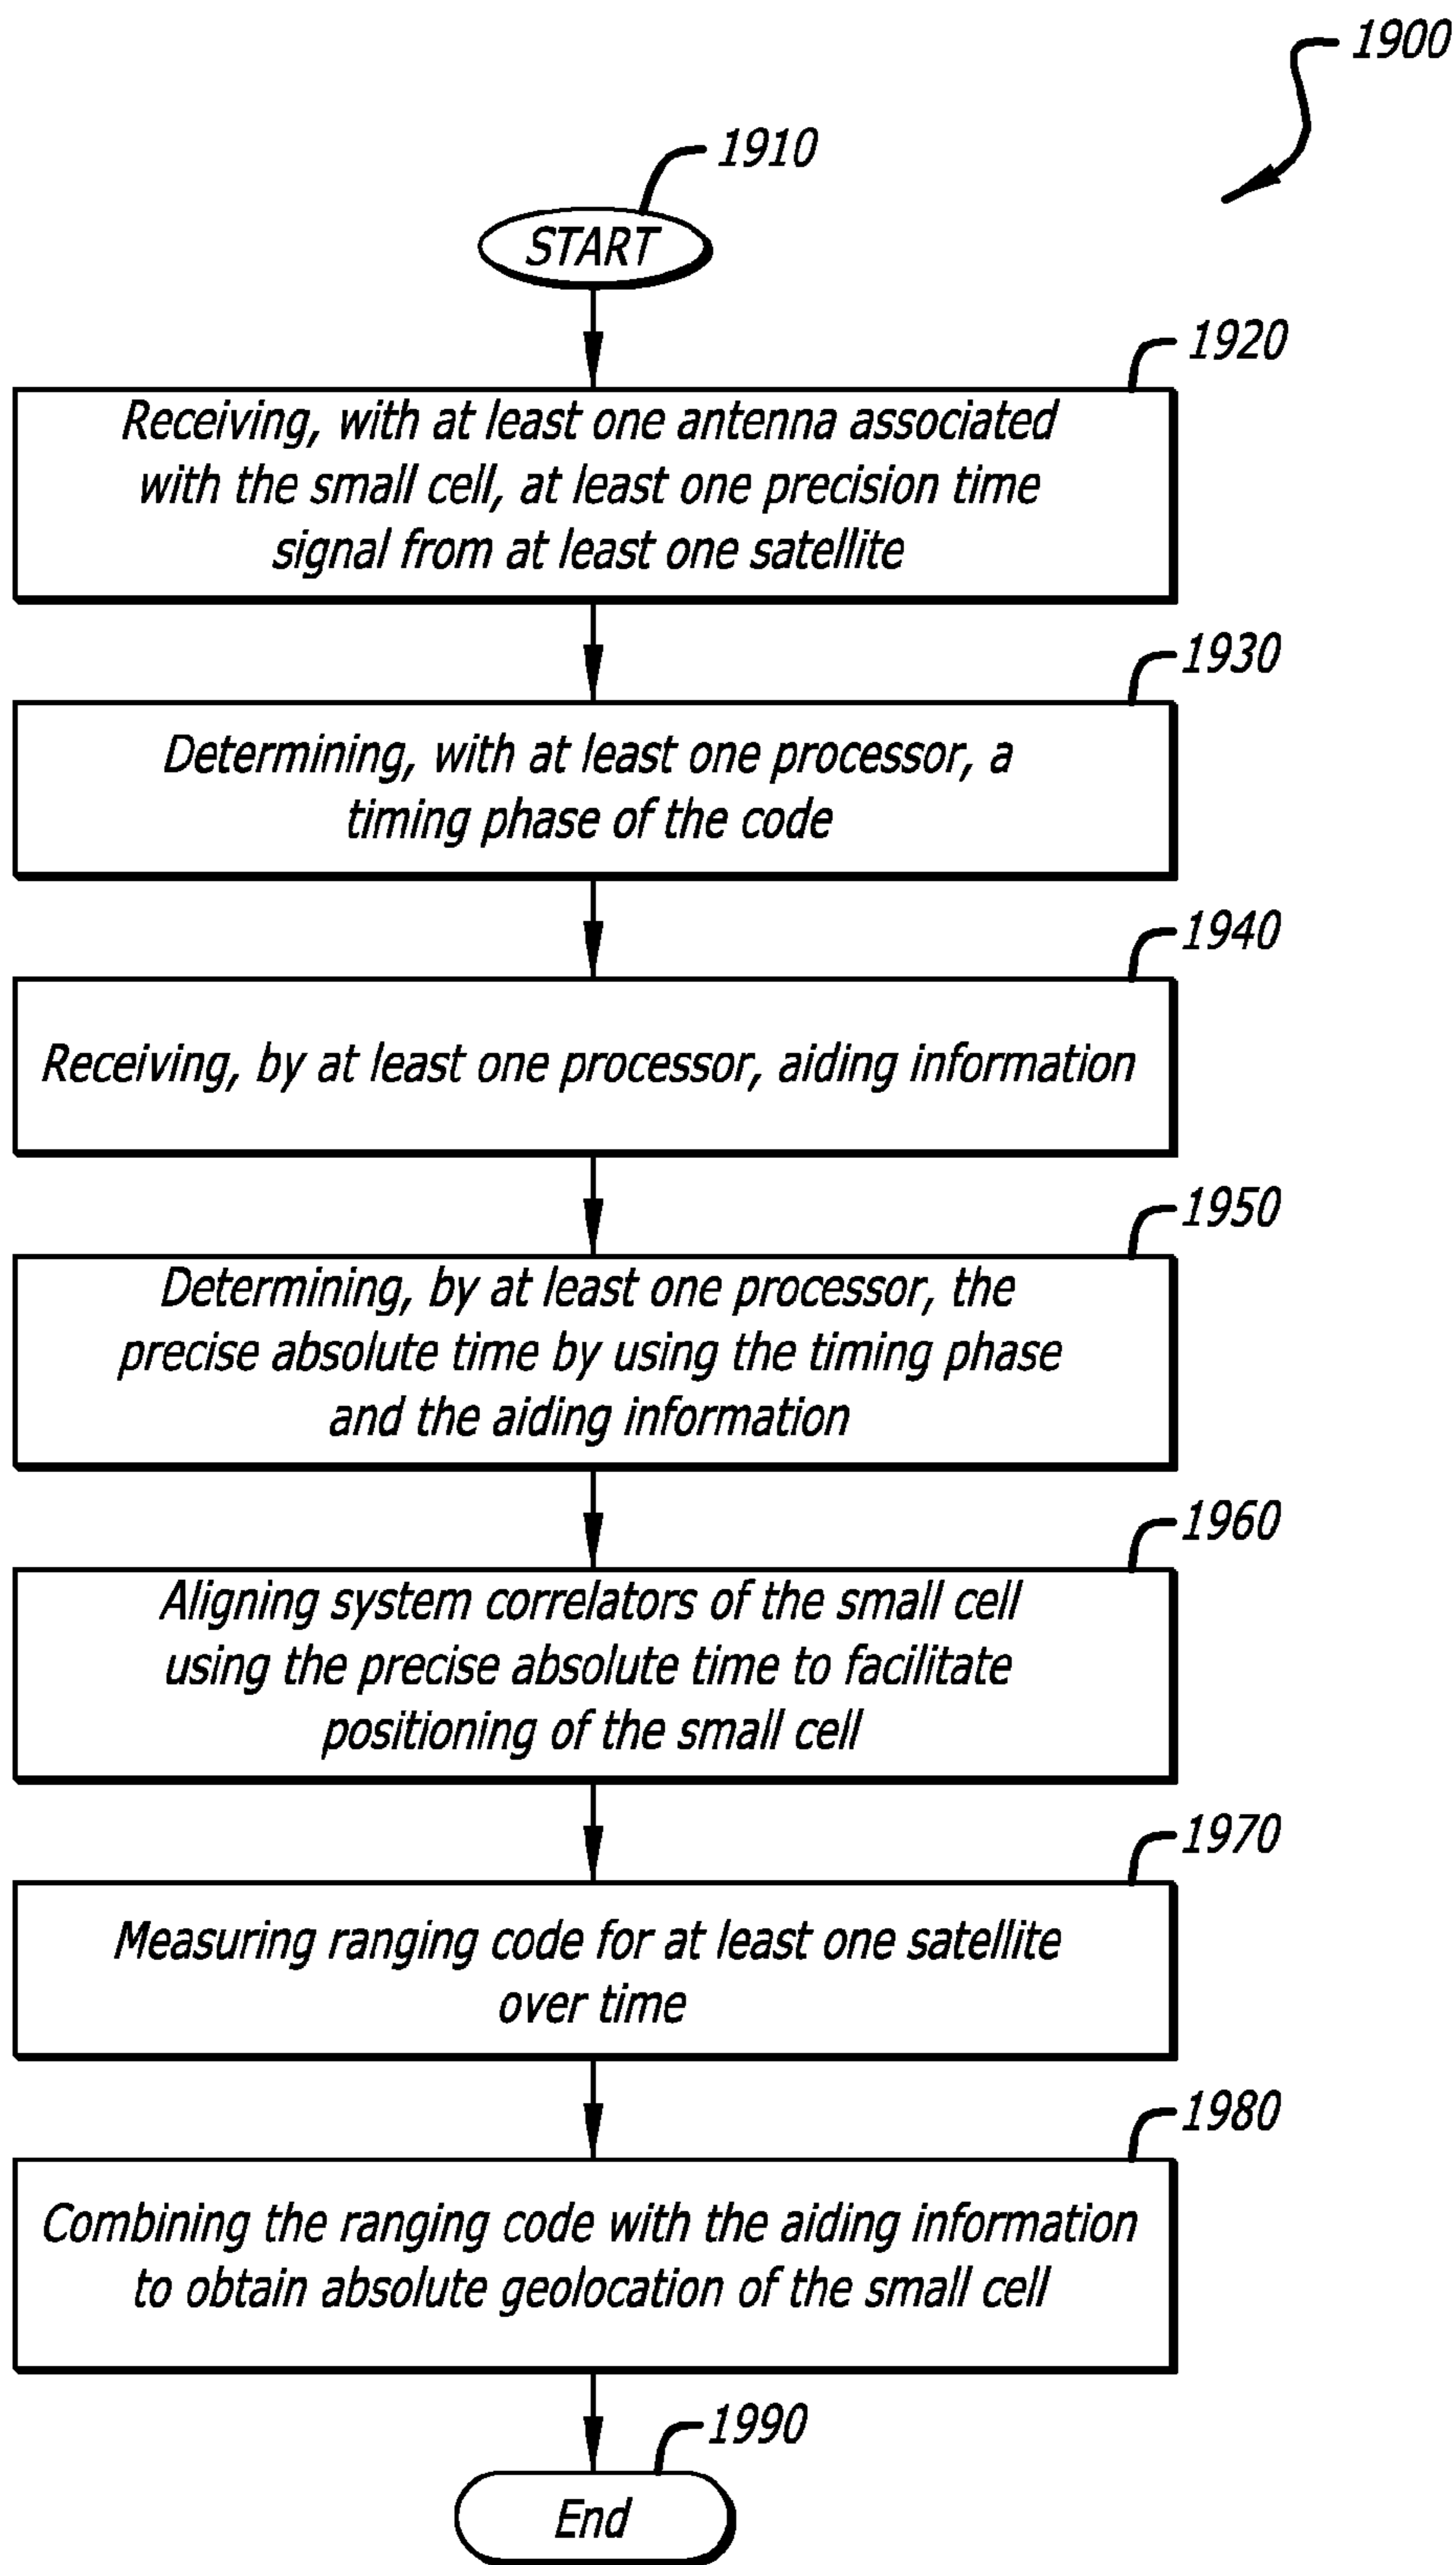 1900
1910
START
1920
Receiving, with at least one antenna associated
with the small cell, at least one precision time
signal from at least one satellite
1930
Determining, with at least one processor, a
timing phase of the code
1940
Receiving, by at least one processor, aiding information
1950
Determining, by at least one processor, the
precise absolute time by using the timing phase
and the aiding information
1960
Aligning system correlators of the small cell
using the precise absolute time to facilitate
positioning of the small cell
1970
Measuring ranging code for at least one satellite
over time
1980
Combining the ranging code with the aiding information
to obtain absolute geolocation of the small cell
1990
End